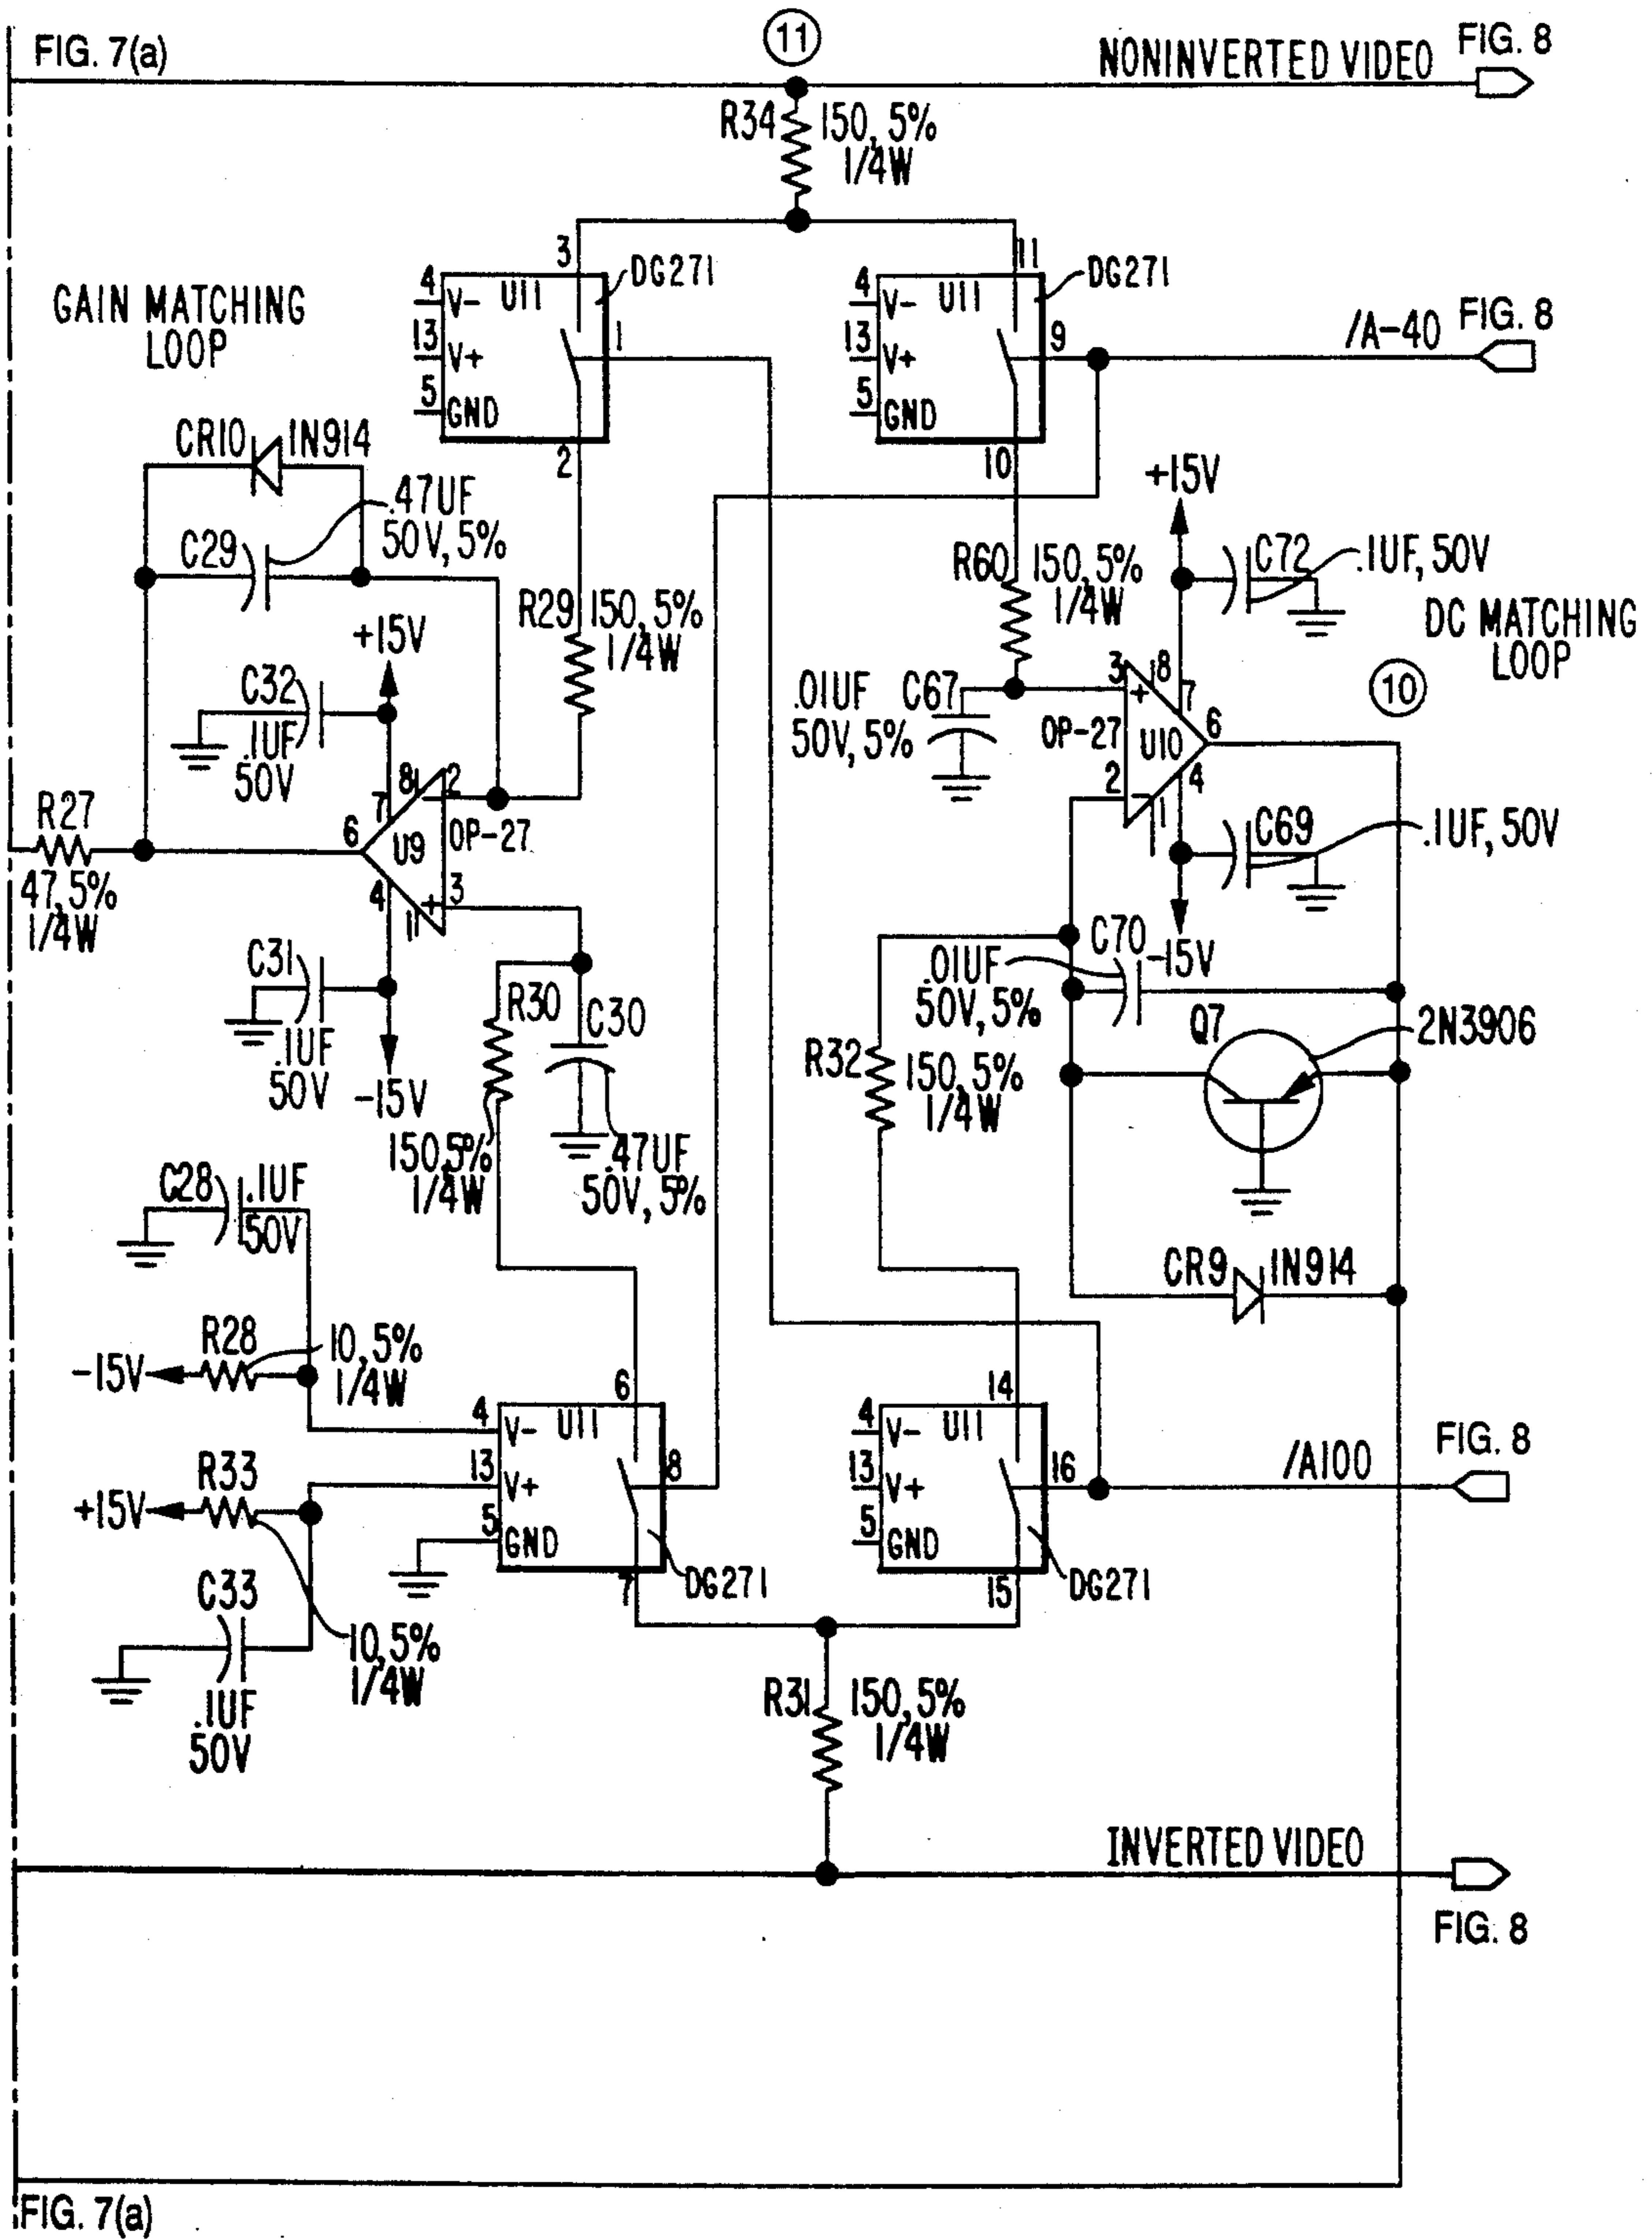 FIG. 7(a)
11
NONINVERTED VIDEO
FIG. 8
R34
150, 5%
1/4W
3
11
4
V-
U11
DG271
4
V-
U11
DG271
GAIN MATCHING
LOOP
13
V+
1
13
V+
9
/A-40
FIG. 8
5
GND
5
GND
2
10
CR10
1N914
.47UF
50V, 5%
C29
+15V
C72
.1UF, 50V
R60
150, 5%
1/4W
R29
150, 5%
1/4W
DC MATCHING
LOOP
+15V
C32
.1UF
50V
.01UF
50V, 5%
C67
3
+
8
7
10
OP-27
U10
6
2
-
1
4
8
2
-
7
R27
6
U9
OP-27
C69
.1UF, 50V
47, 5%
1/4W
4
1
+
3
C31
.1UF
50V
-15V
R30
C30
.01UF
50V, 5%
C70
-15V
Q7
2N3906
R32
150, 5%
1/4W
150,5%
1/4W
.47UF
50V, 5%
C28
.1UF
50V
CR9
1N914
R28
10, 5%
1/4W
-15V
6
14
4
V-
U11
4
V-
U11
R33
13
V+
8
13
V+
16
/A100
FIG. 8
+15V
5
GND
5
GND
7
DG271
15
DG271
C33
10, 5%
1/4W
.1UF
50V
R31
150, 5%
1/4W
INVERTED VIDEO
FIG. 8
FIG. 7(a)